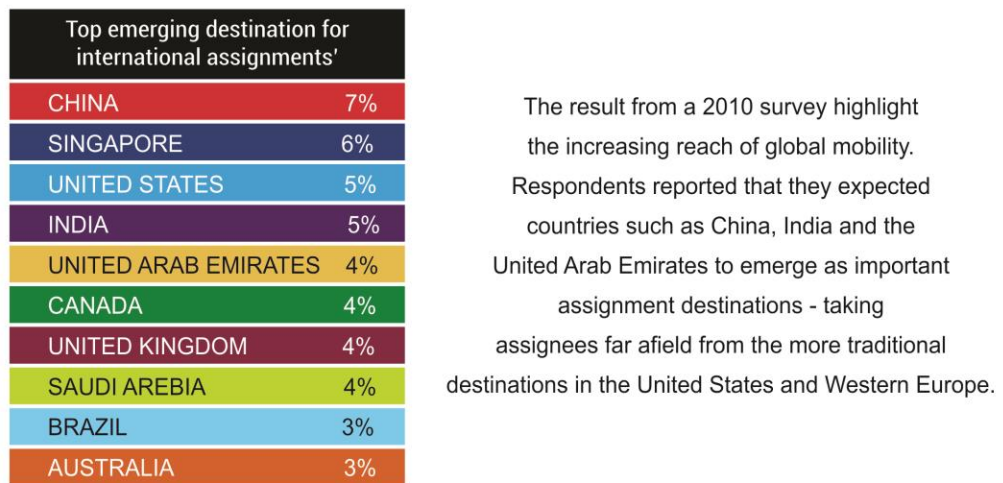 Top emerging destination for
international assignments'
CHINA 7%
SINGAPORE 6%
UNITED STATES 5%
INDIA 5%
UNITED ARAB EMIRATES 4%
CANADA 4%
UNITED KINGDOM 4%
SAUDI AREBIA 4%
BRAZIL 3%
AUSTRALIA 3%
The result from a 2010 survey highlight
the increasing reach of global mobility.
Respondents reported that they expected
countries such as China, India and the
United Arab Emirates to emerge as important
assignment destinations - taking
assignees far afield from the more traditional
destinations in the United States and Western Europe.